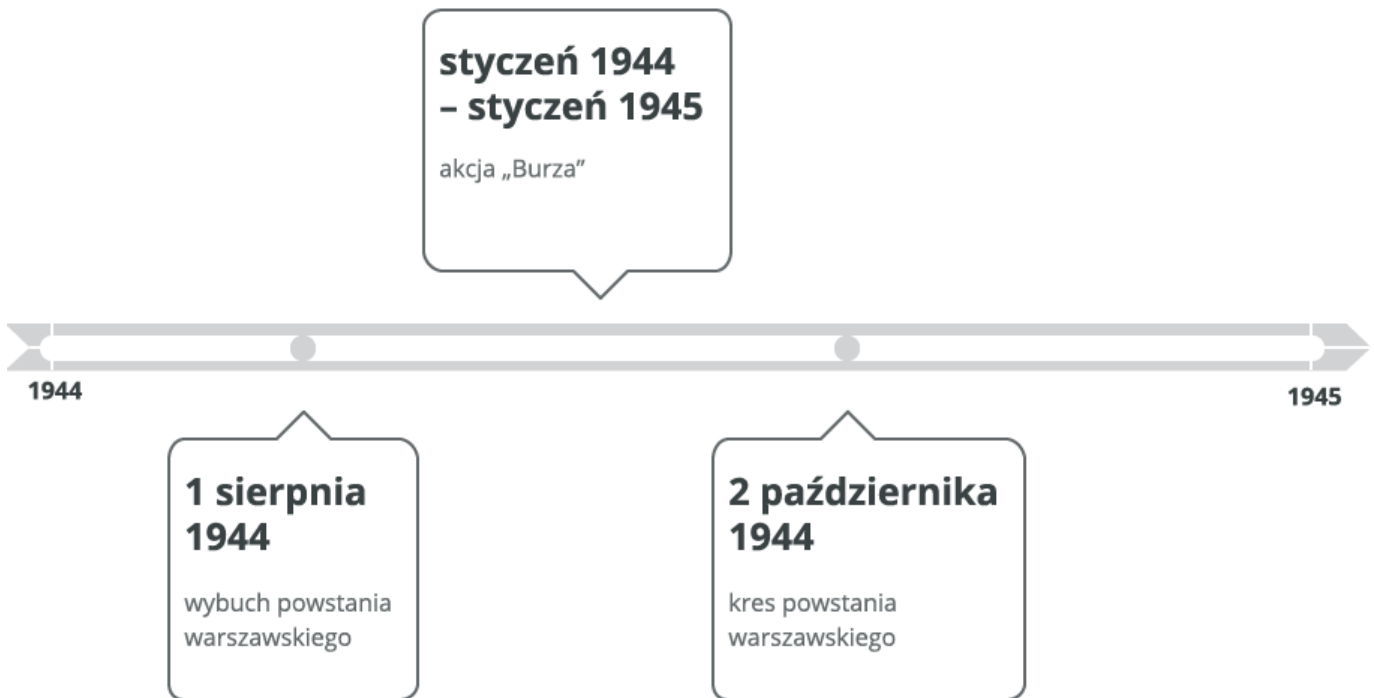 styczeń 1944
– styczeń 1945
akcja „Burza”
1944
1945
1 sierpnia
1944
wybuch powstania
warszawskiego
2 października
1944
kres powstania
warszawskiego